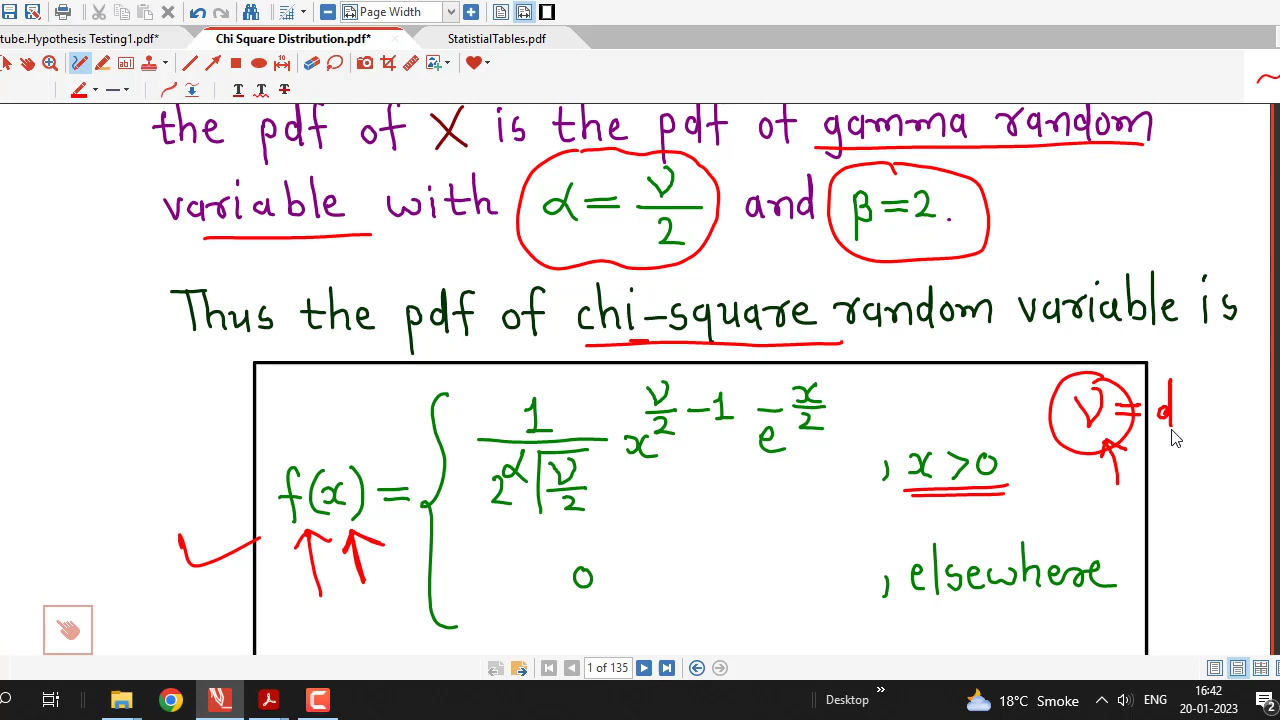 Page Width
tube.Hypothesis Testing1.pdf*
Chi Square Distribution.pdf*
StatistialTables.pdf
the pdf of X is the pdf of gamma random
variable with α = ν/2 and β = 2.
Thus the pdf of chi-square random variable is
f(x) = { 1/(2^α Γ(ν/2)) x^(ν/2 - 1) e^(-x/2) , x > 0
ν = d
0 , elsewhere
1 of 135
Desktop »
18°C Smoke
ENG
16:42
20-01-2023
2